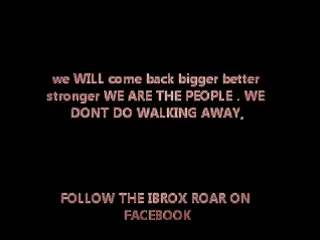 we WILL come back bigger better
stronger WE ARE THE PEOPLE . WE
DONT DO WALKING AWAY.
FOLLOW THE IBROX ROAR ON
FACEBOOK